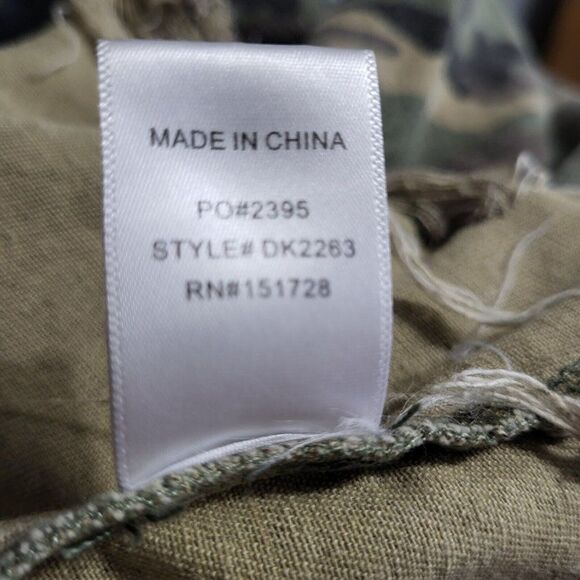 MADE IN CHINA
PO#2395
STYLE# DK2263
RN#151728